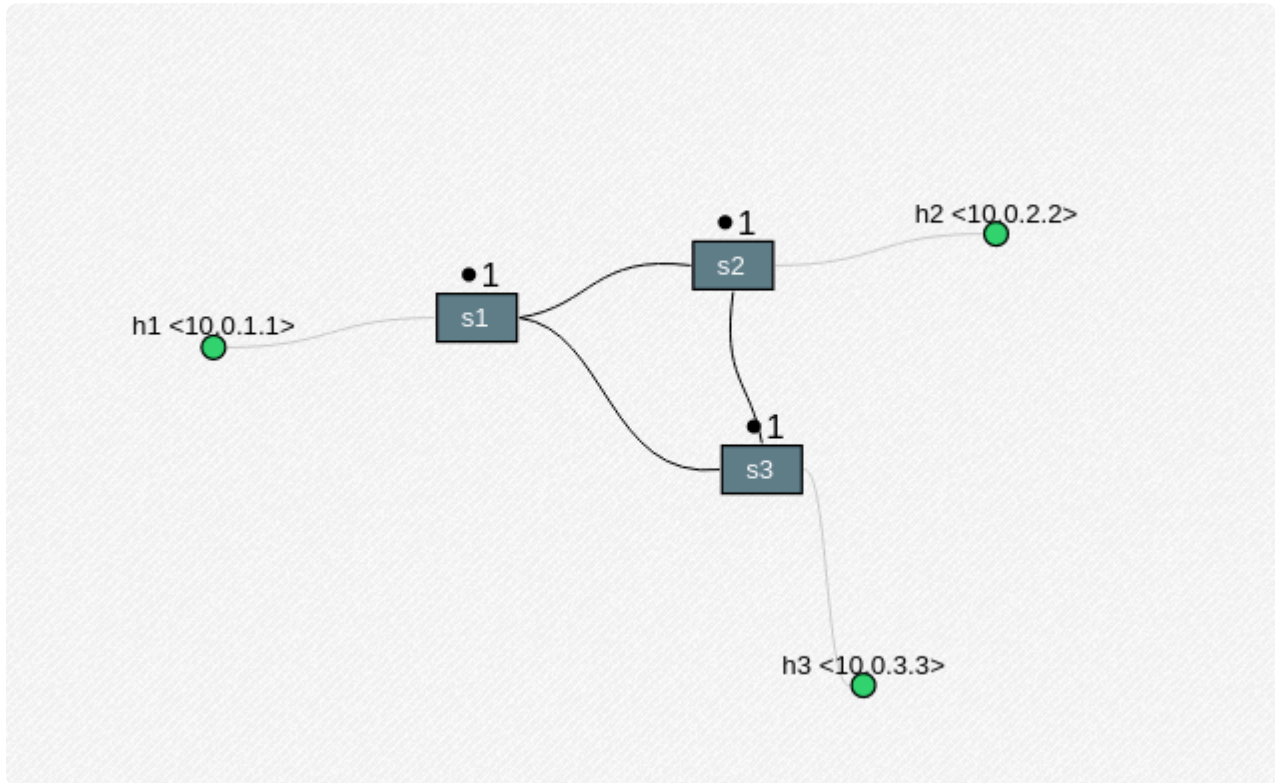 h2 <10.0.2.2>
1
s2
1
s1
h1 <10.0.1.1>
1
s3
h3 <10.0.3.3>